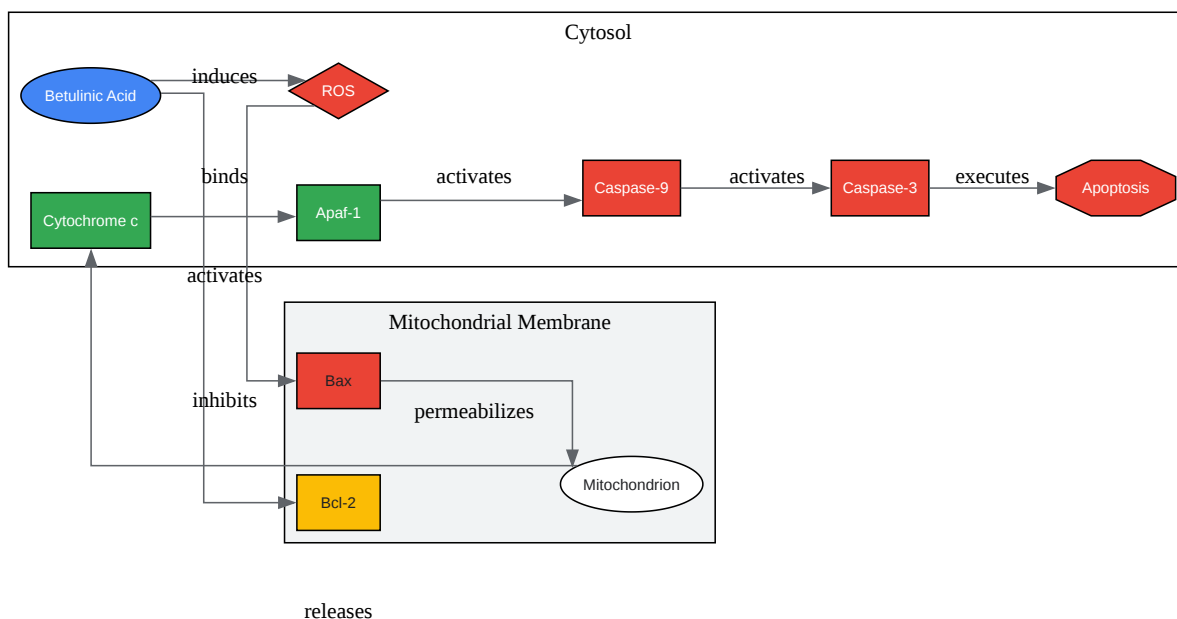 Cytosol
induces
Betulinic Acid
ROS
binds
activates
activates
executes
Caspase-9
Caspase-3
Apoptosis
Cytochrome c
Apaf-1
activates
Mitochondrial Membrane
Bax
inhibits
permeabilizes
Mitochondrion
Bcl-2
releases